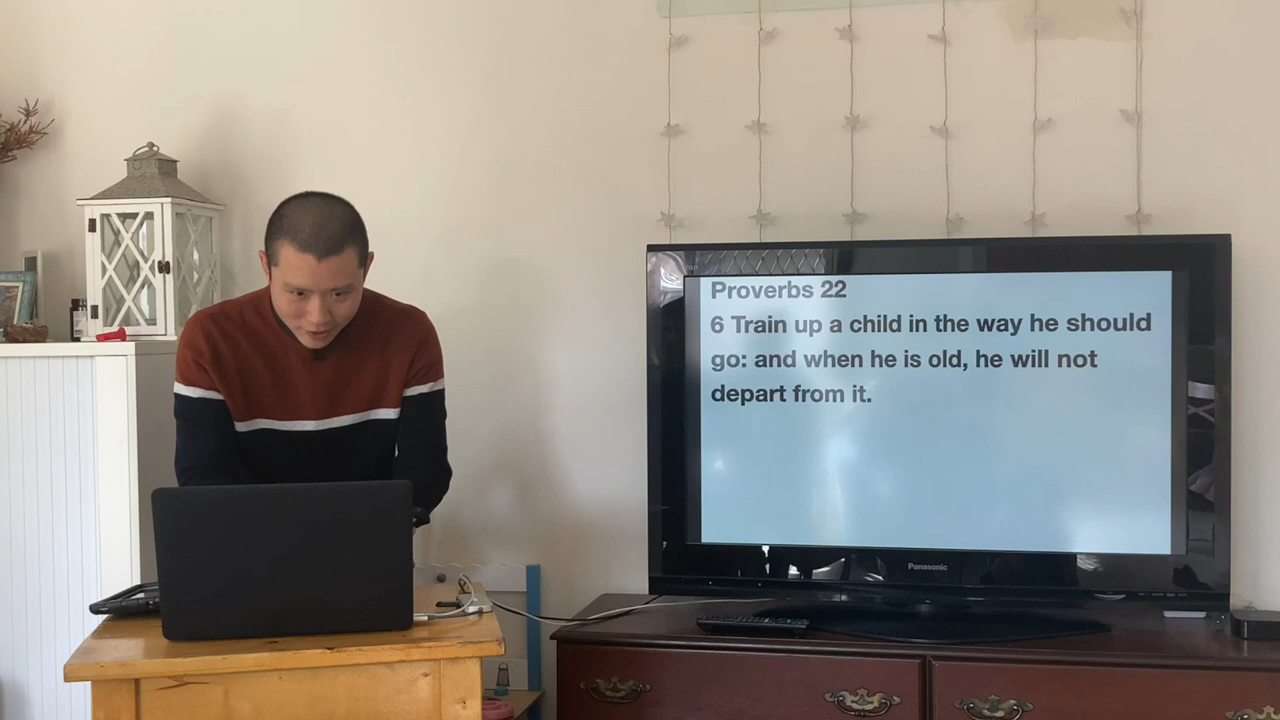 Proverbs 22
6 Train up a child in the way he should
go: and when he is old, he will not
depart from it.
Panasonic